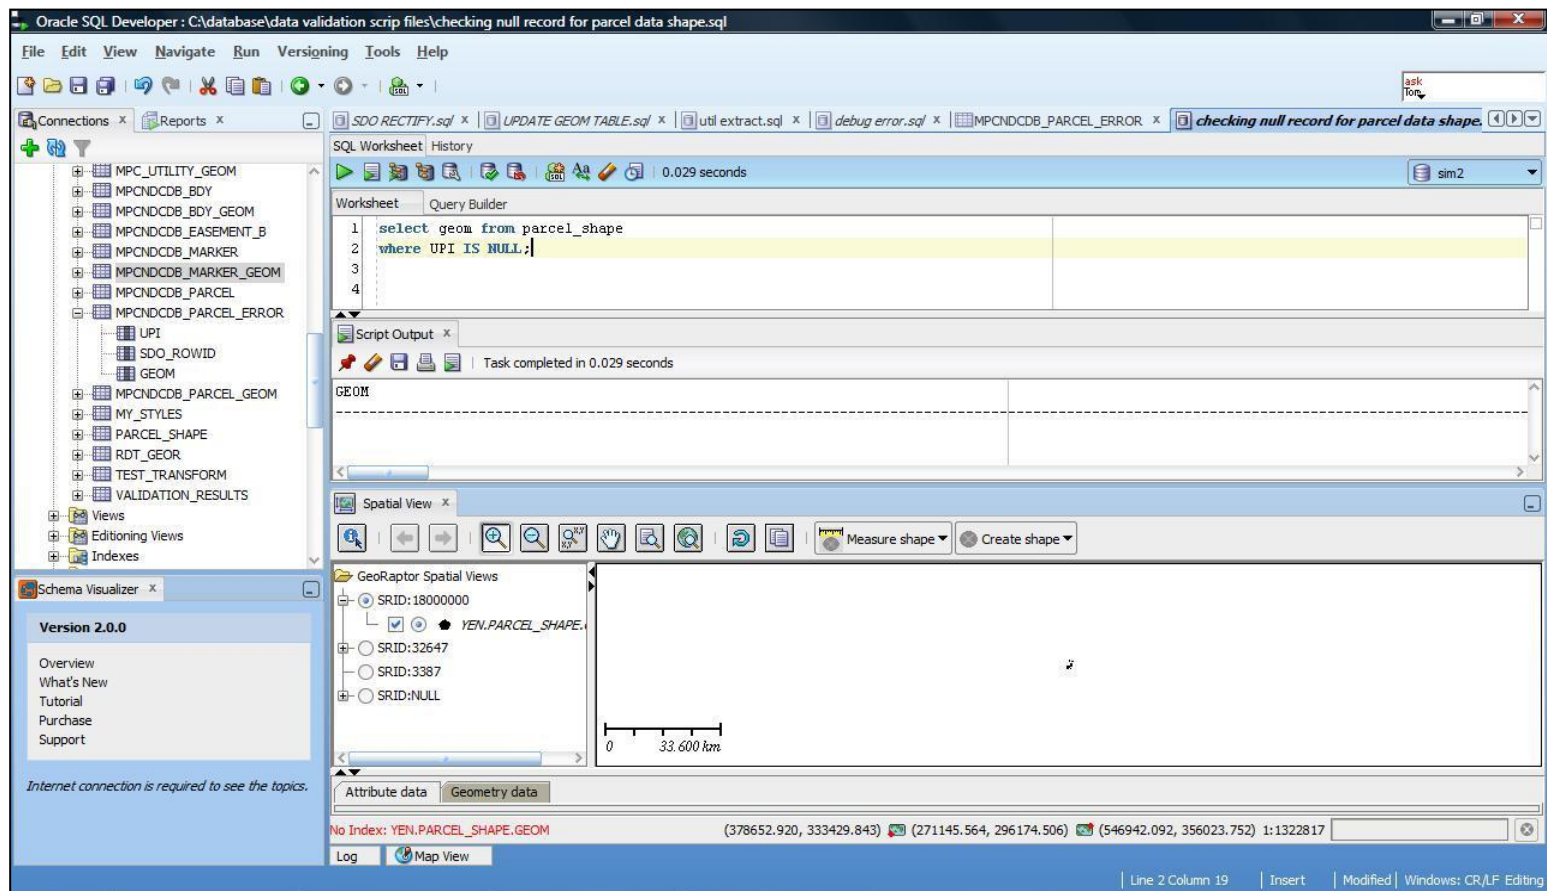 Oracle SQL Developer : C:\database\data validation scrip files\checking null record for parcel data shape.sql
File Edit View Navigate Run Versioning Tools Help
ask
Tom
Connections x Reports x
SDO RECTIFY.sql x UPDATE GEOM TABLE.sql x util extract.sql x debug error.sql x MPCNDCDB_PARCEL_ERROR x checking null record for parcel data shape.
SQL Worksheet History
0.029 seconds
sim2
Worksheet Query Builder
1 select geom from parcel_shape
2 where UPI IS NULL;
3
4
MPC_UTILITY_GEOM
MPCNDCDB_BDY
MPCNDCDB_BDY_GEOM
MPCNDCDB_EASEMENT_B
MPCNDCDB_MARKER
MPCNDCDB_MARKER_GEOM
MPCNDCDB_PARCEL
MPCNDCDB_PARCEL_ERROR
UPI
SDO_ROWID
GEOM
MPCNDCDB_PARCEL_GEOM
MY_STYLES
PARCEL_SHAPE
RDT_GEOR
TEST_TRANSFORM
VALIDATION_RESULTS
Views
Editioning Views
Indexes
Script Output x
Task completed in 0.029 seconds
GEOM
Spatial View x
Measure shape Create shape
GeoRaptor Spatial Views
SRID:18000000
YEN.PARCEL_SHAPE.
SRID:32647
SRID:3387
SRID:NULL
0 33.600 km
Schema Visualizer x
Version 2.0.0
Overview
What's New
Tutorial
Purchase
Support
Internet connection is required to see the topics.
Attribute data Geometry data
No Index: YEN.PARCEL_SHAPE.GEOM (378652.920, 333429.843) (271145.564, 296174.506) (546942.092, 356023.752) 1:1322817
Log Map View
Line 2 Column 19 Insert Modified Windows: CR/LF Editing